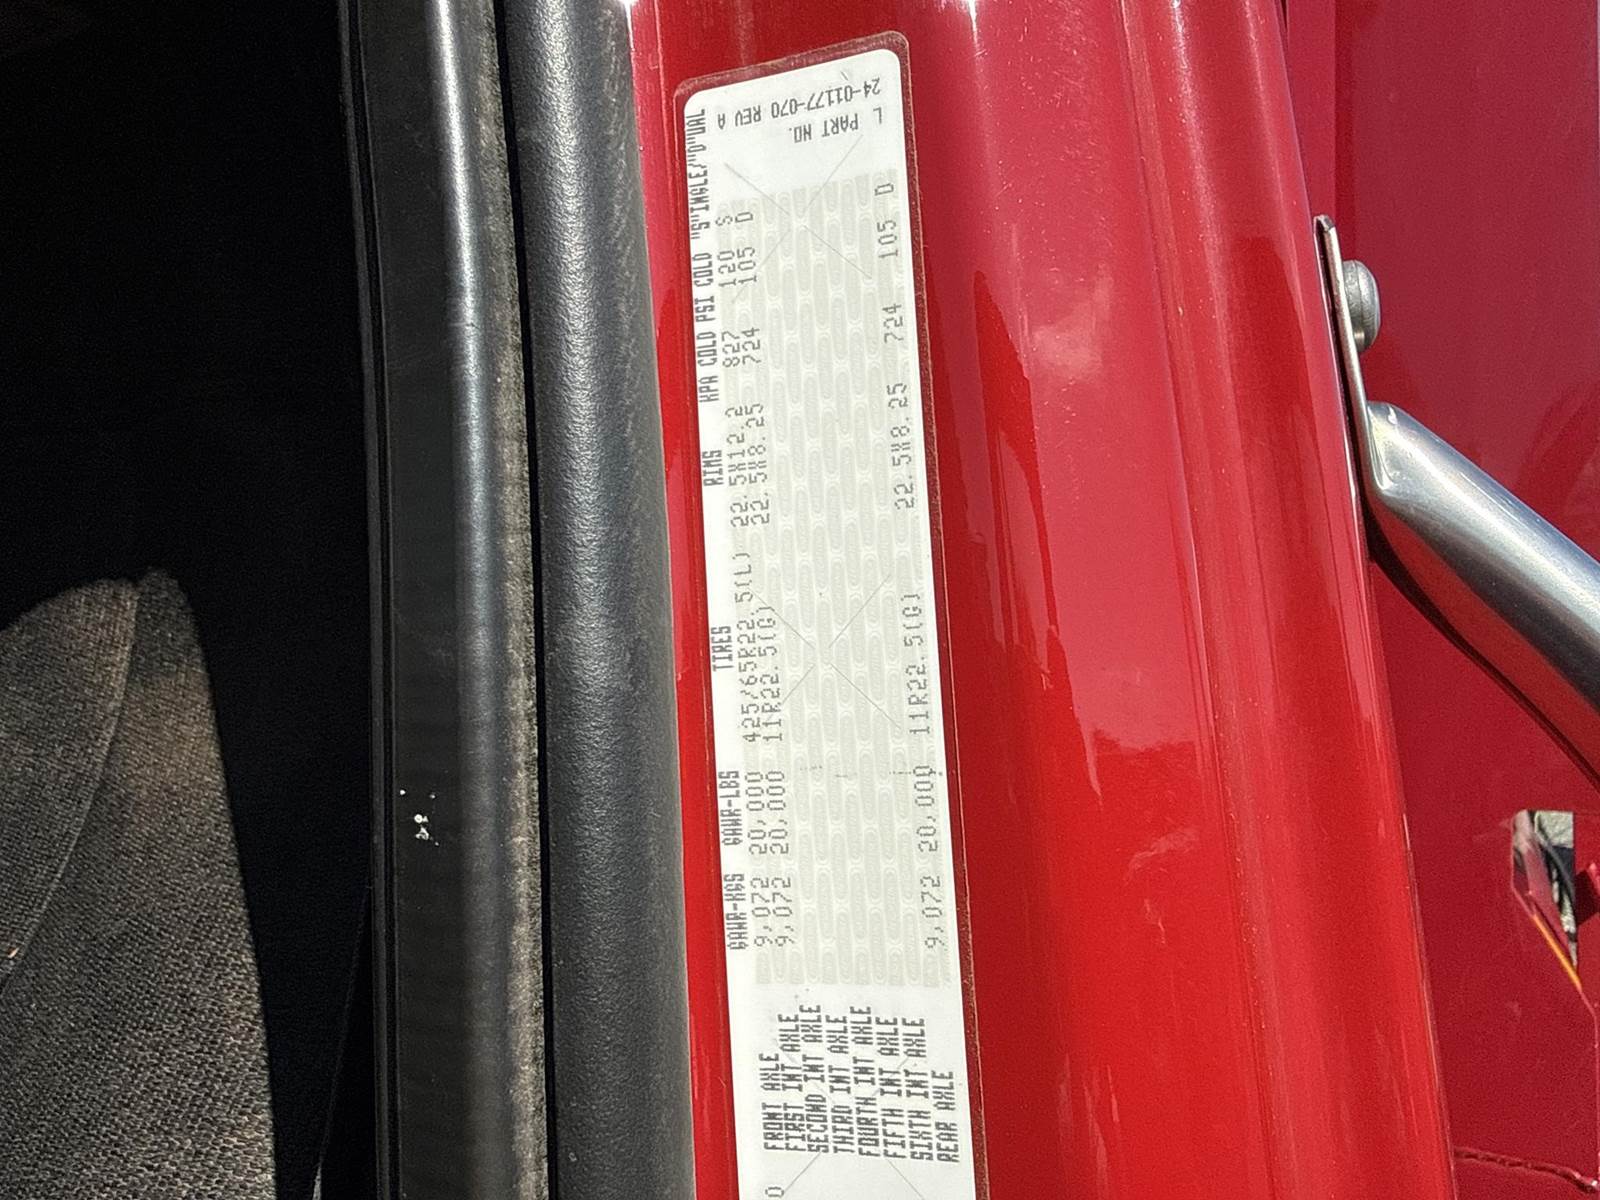 GAWR-KGS GAWR-LBS TIRES RIMS KPA COLD PSI COLD "S"INGLE/"D"UAL
FRONT AXLE 9,072 20,000 425/65R22.5(L) 22.5X12.2 827 120 S
FIRST INT AXLE 9,072 20,000 11R22.5(G) 22.5X8.25 724 105 D
SECOND INT AXLE
THIRD INT AXLE
FOURTH INT AXLE
FIFTH INT AXLE
SIXTH INT AXLE
REAR AXLE 9,072 20,000 11R22.5(G) 22.5X8.25 724 105 D
L PART NO.
24-01177-070 REV A